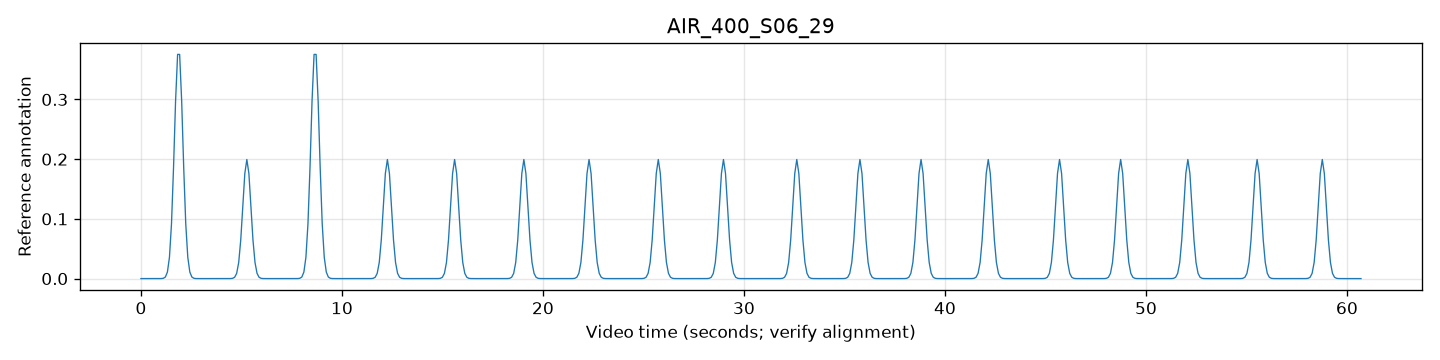 AIR_400_S06_29
Reference annotation
0.3
0.2
0.1
0.0
0 10 20 30 40 50 60
Video time (seconds; verify alignment)